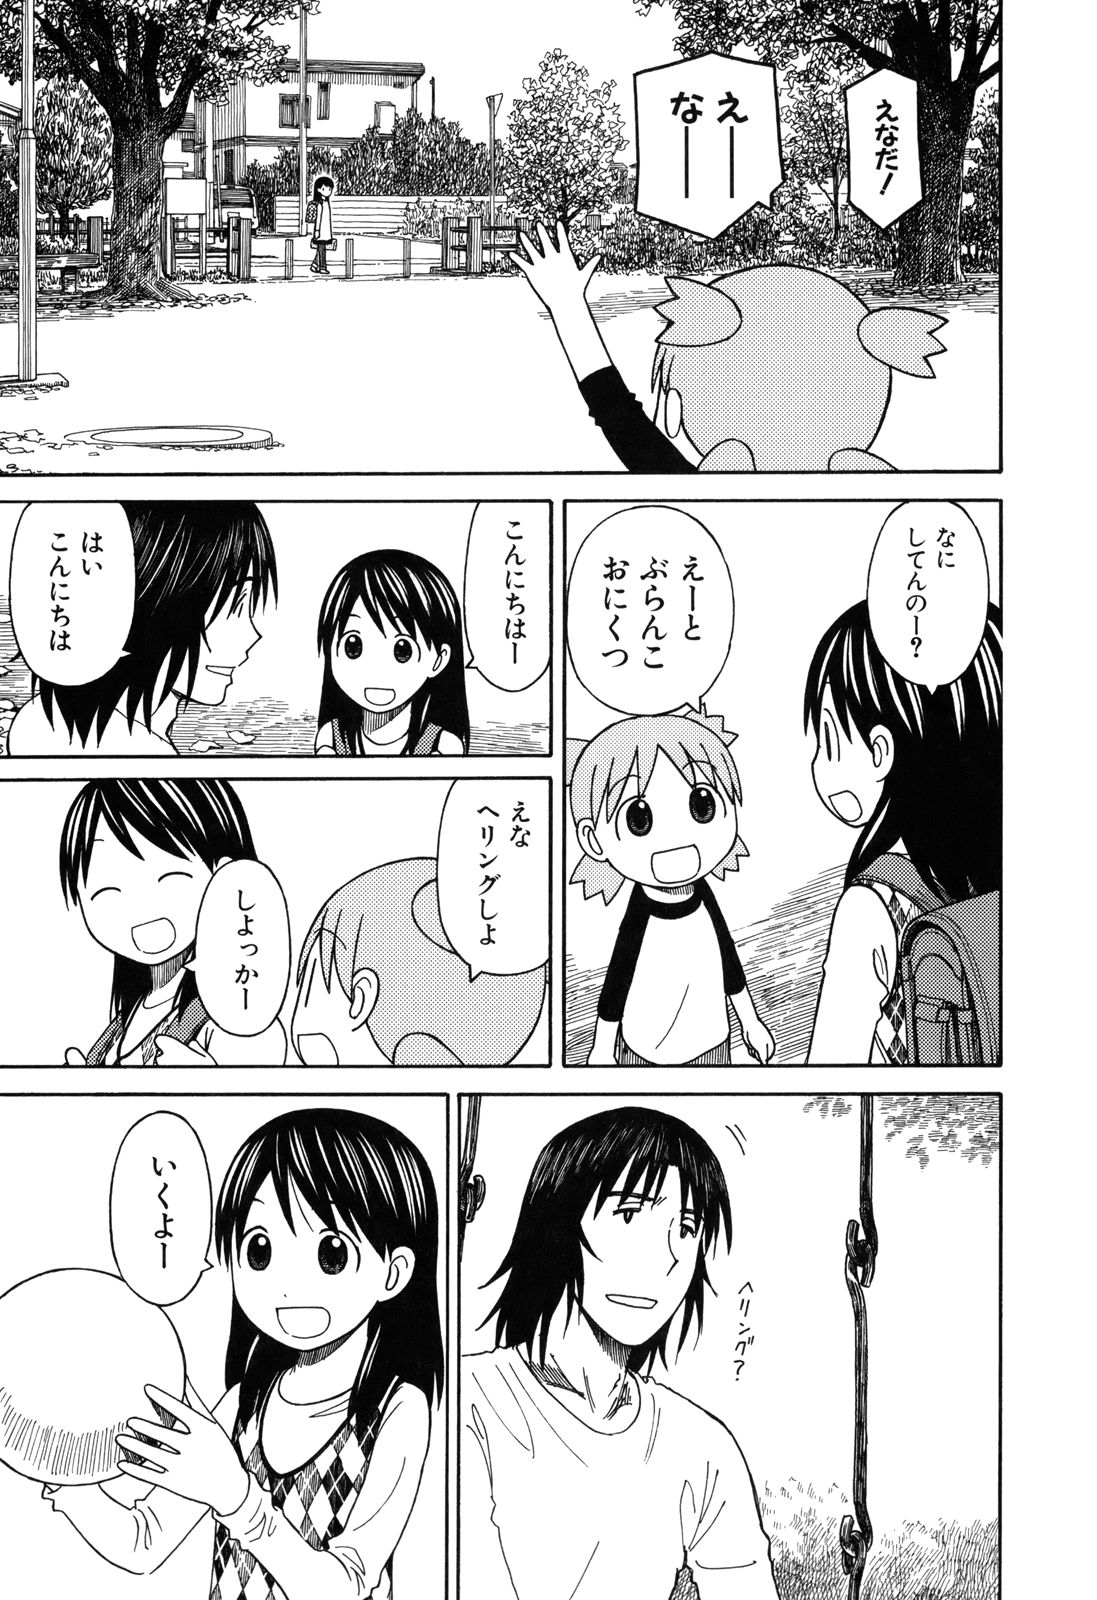 えなだ！
えーー
なーー
なに
してんのー？
えーと
ぶらんこ
おにくつ
こんにちはー
はい
こんにちは
えな
ヘリングしよ
しよっかー
ヘリング？
いくよー